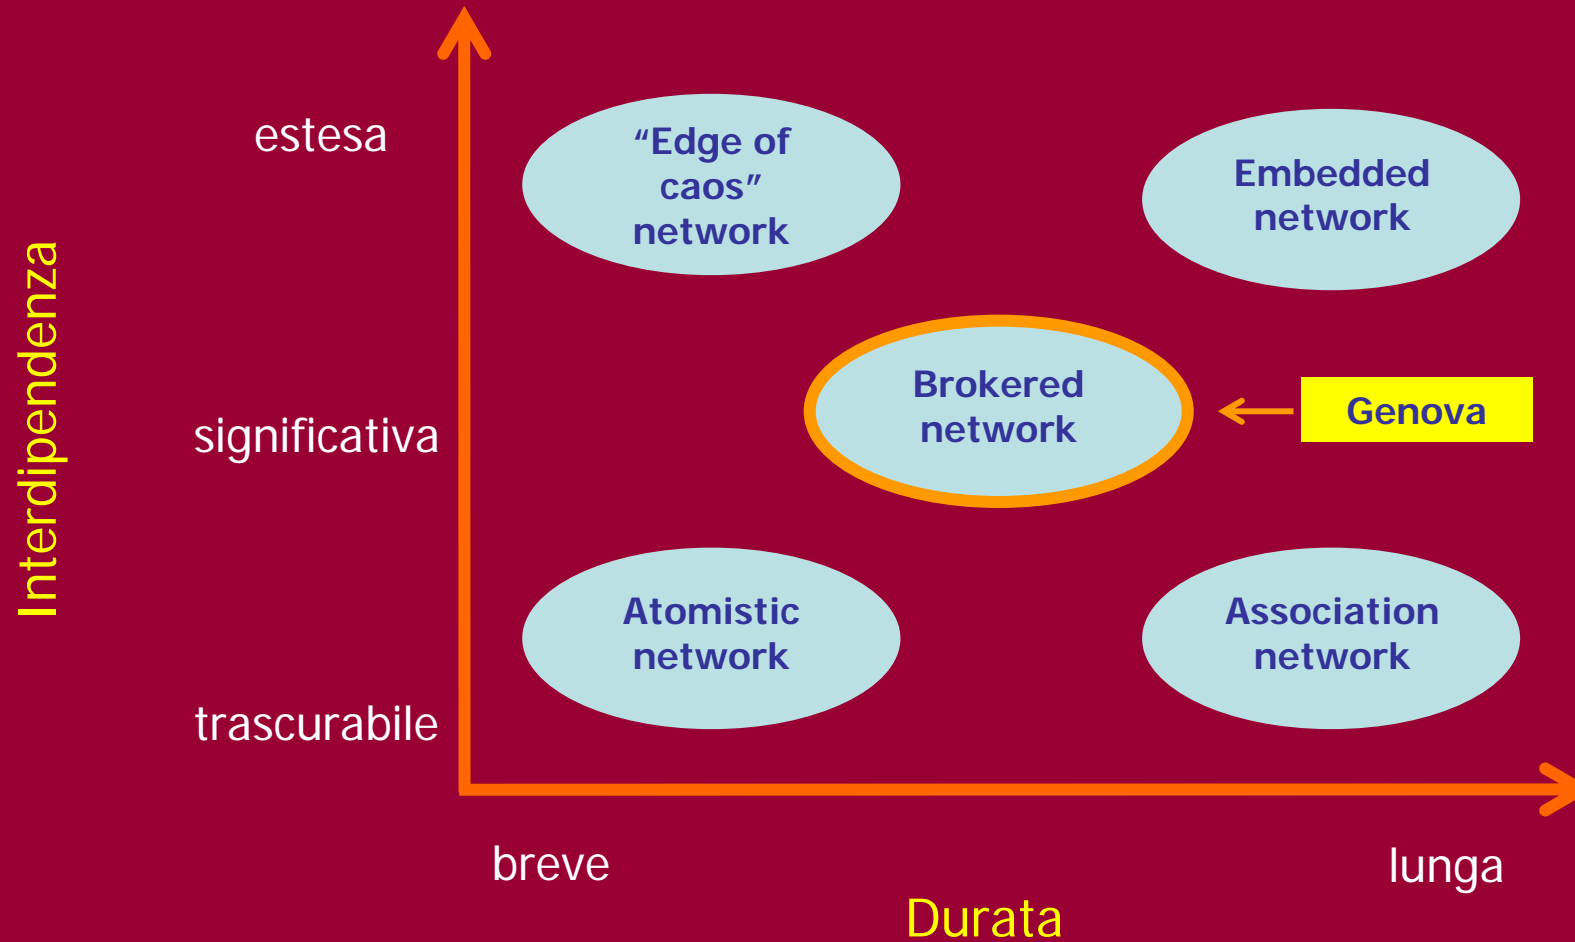 Interdipendenza
estesa
significativa
trascurabile
“Edge of
caos”
network
Embedded
network
Brokered
network
Genova
Atomistic
network
Association
network
breve
lunga
Durata